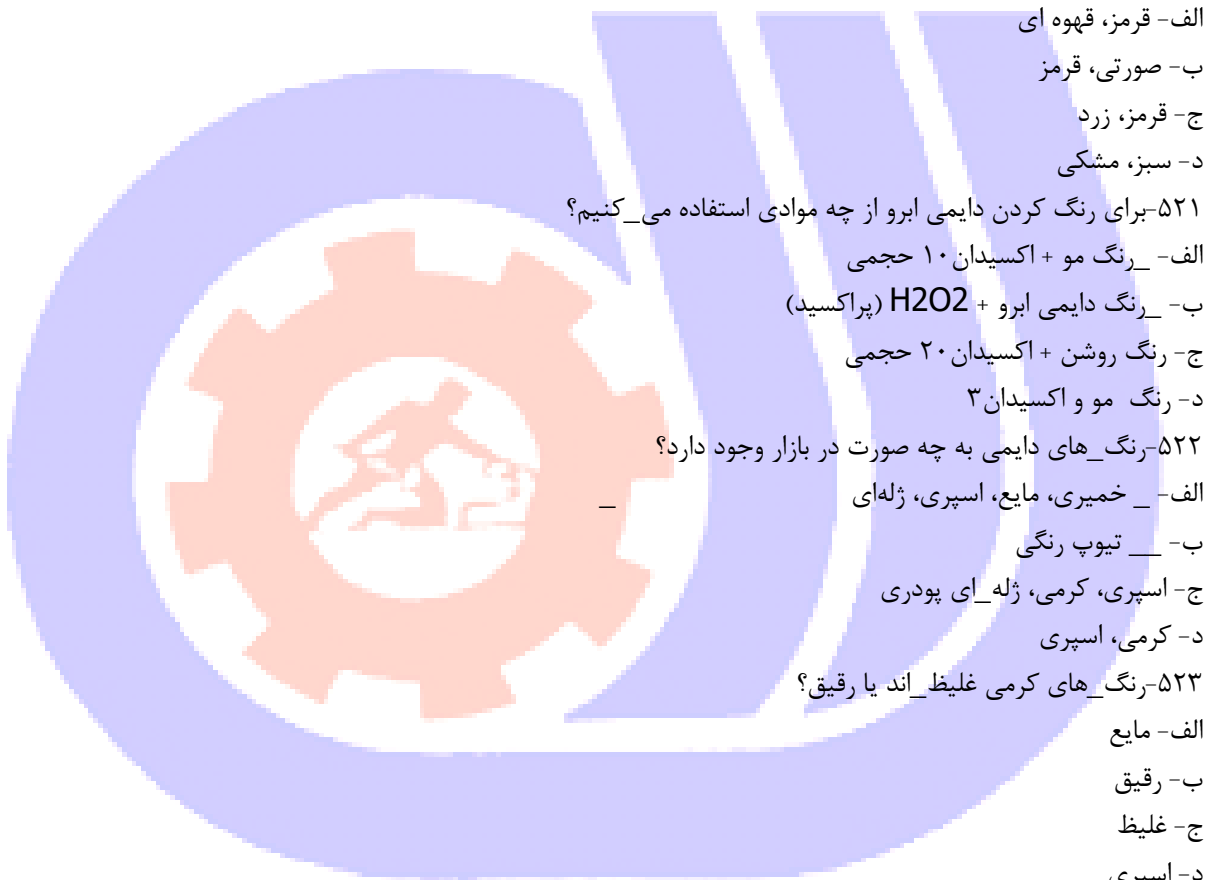 الف- قرمز، قهوه ای
ب- صورتی، قرمز
ج- قرمز، زرد
د- سبز، مشکی
۵۲۱-برای رنگ کردن دایمی ابرو از چه موادی استفاده می_کنیم؟
الف- _رنگ مو + اکسیدان۱۰ حجمی
ب- _رنگ دایمی ابرو + H2O2 (پراکسید)
ج- رنگ روشن + اکسیدان۲۰ حجمی
د- رنگ مو و اکسیدان۳
۵۲۲-رنگ_های دایمی به چه صورت در بازار وجود دارد؟
الف- _ خمیری، مایع، اسپری، ژله‌ای _
ب- __ تیوپ رنگی
ج- اسپری، کرمی، ژله_ای پودری
د- کرمی، اسپری
۵۲۳-رنگ_های کرمی غلیظ_اند یا رقیق؟
الف- مایع
ب- رقیق
ج- غلیظ
د- اسپری